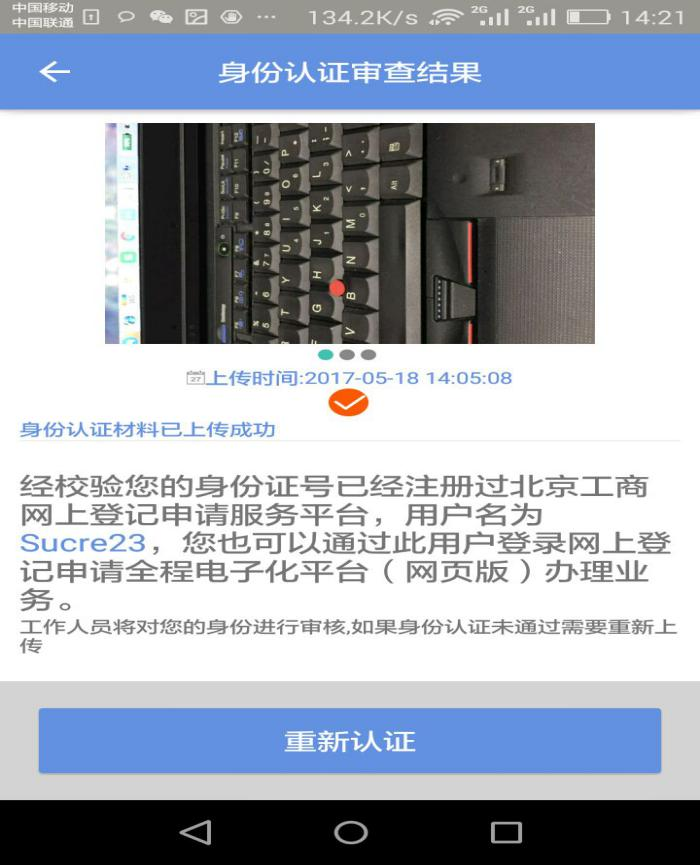 中国移动
中国联通
134.2K/s 2G 2G 14:21
身份认证审查结果
上传时间:2017-05-18 14:05:08
身份认证材料已上传成功
经校验您的身份证号已经注册过北京工商
网上登记申请服务平台，用户名为
Sucre23，您也可以通过此用户登录网上登
记申请全程电子化平台（网页版）办理业
务。
工作人员将对您的身份进行审核,如果身份认证未通过需要重新上
传
重新认证